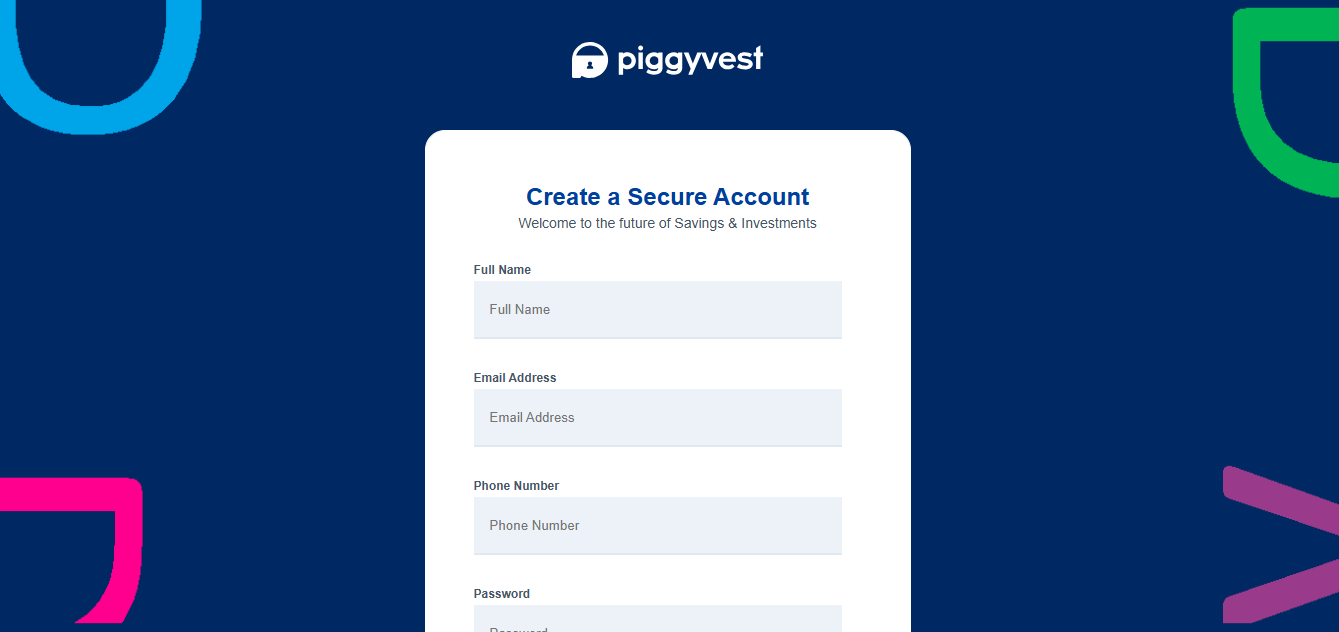 piggyvest
Create a Secure Account
Welcome to the future of Savings & Investments
Full Name
Full Name
Email Address
Email Address
Phone Number
Phone Number
Password
Password